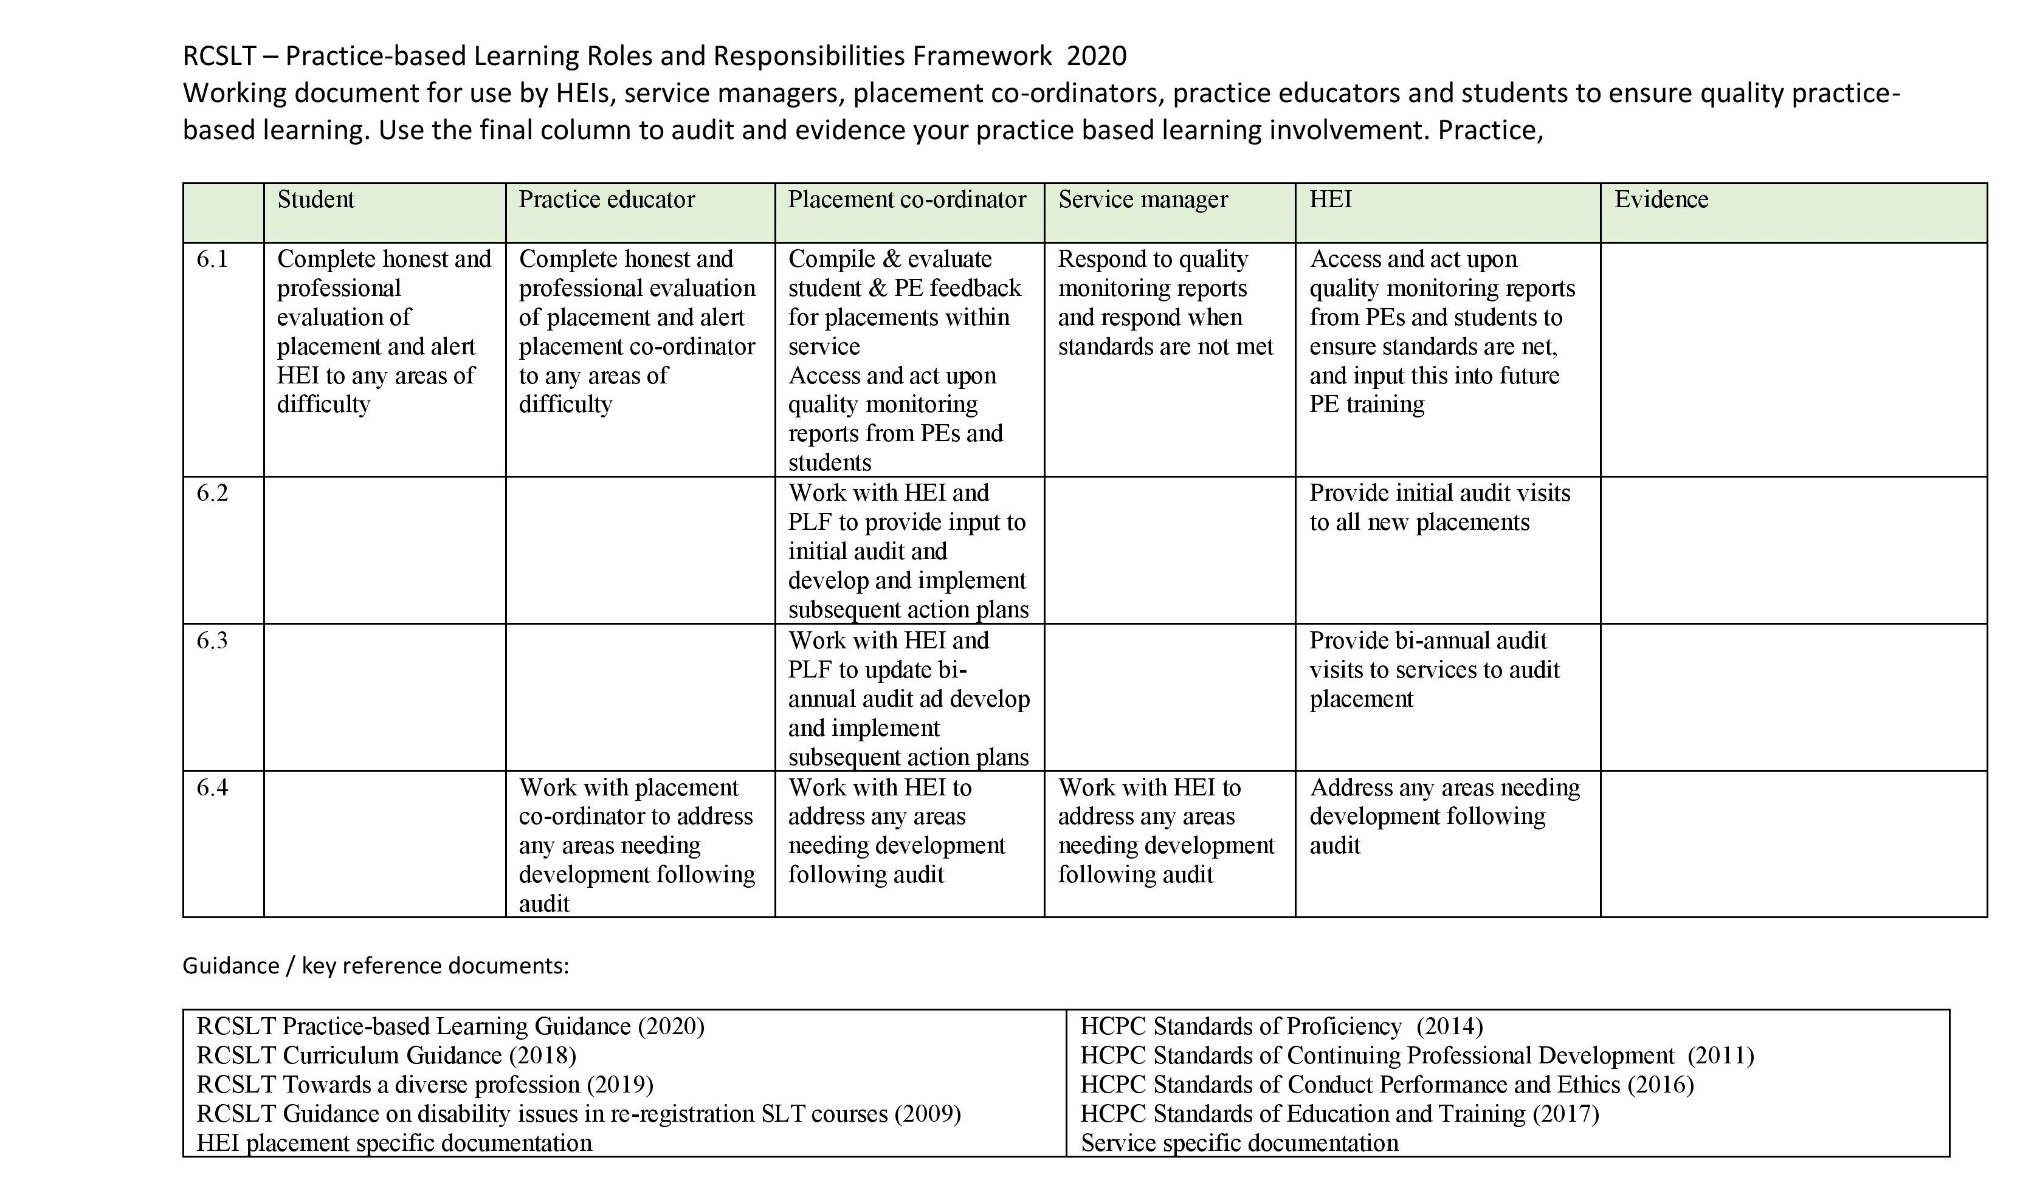 RCSLT – Practice-based Learning Roles and Responsibilities Framework  2020
Working document for use by HEIs, service managers, placement co-ordinators, practice educators and students to ensure quality practice-
based learning. Use the final column to audit and evidence your practice based learning involvement. Practice,
Student
Practice educator
Placement co-ordinator
Service manager
HEI
Evidence
6.1
Complete honest and
professional
evaluation of
placement and alert
HEI to any areas of
difficulty
Complete honest and
professional evaluation
of placement and alert
placement co-ordinator
to any areas of
difficulty
Compile & evaluate
student & PE feedback
for placements within
service
Access and act upon
quality monitoring
reports from PEs and
students
Respond to quality
monitoring reports
and respond when
standards are not met
Access and act upon
quality monitoring reports
from PEs and students to
ensure standards are net,
and input this into future
PE training
6.2
Work with HEI and
PLF to provide input to
initial audit and
develop and implement
subsequent action plans
Provide initial audit visits
to all new placements
6.3
Work with HEI and
PLF to update bi-
annual audit ad develop
and implement
subsequent action plans
Provide bi-annual audit
visits to services to audit
placement
6.4
Work with placement
co-ordinator to address
any areas needing
development following
audit
Work with HEI to
address any areas
needing development
following audit
Work with HEI to
address any areas
needing development
following audit
Address any areas needing
development following
audit
Guidance / key reference documents:
RCSLT Practice-based Learning Guidance (2020)
RCSLT Curriculum Guidance (2018)
RCSLT Towards a diverse profession (2019)
RCSLT Guidance on disability issues in re-registration SLT courses (2009)
HEI placement specific documentation
HCPC Standards of Proficiency  (2014)
HCPC Standards of Continuing Professional Development  (2011)
HCPC Standards of Conduct Performance and Ethics (2016)
HCPC Standards of Education and Training (2017)
Service specific documentation